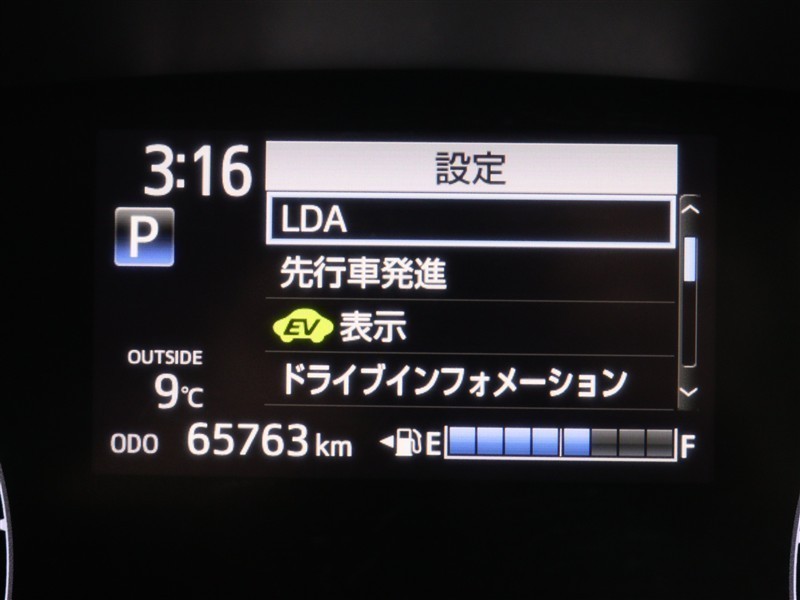 3:16
設定
P
LDA
先行車発進
EV 表示
ドライブインフォメーション
OUTSIDE
9℃
ODO 65763 km
E F